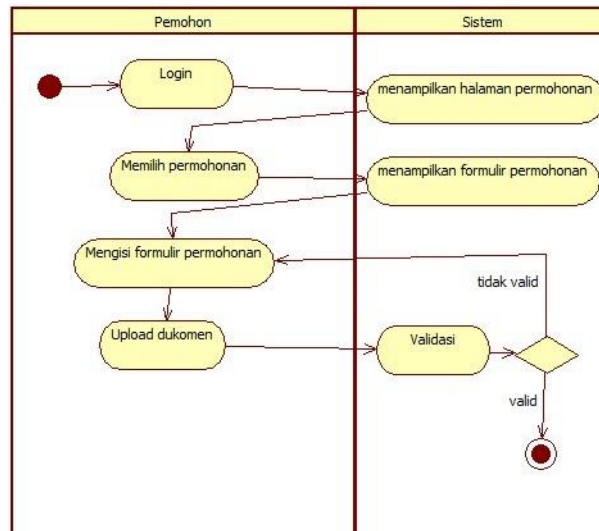 Pemohon
Sistem
Login
menampilkan halaman permohonan
Memilih permohonan
menampilkan formulir permohonan
Mengisi formulir permohonan
tidak valid
Upload dukomen
Validasi
valid